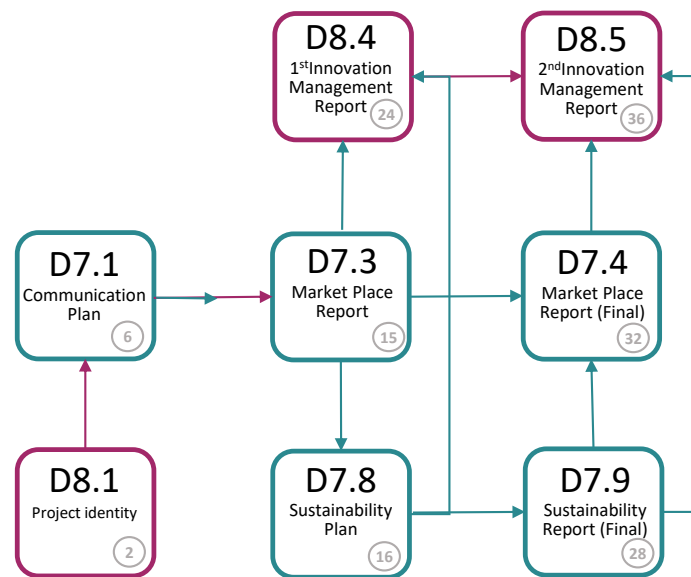 D8.4
1stInnovation
Management
Report
24
D8.5
2ndInnovation
Management
Report
36
D7.1
Communication
Plan
6
D7.3
Market Place
Report
15
D7.4
Market Place
Report (Final)
32
D8.1
Project identity
2
D7.8
Sustainability
Plan
16
D7.9
Sustainability
Report (Final)
28